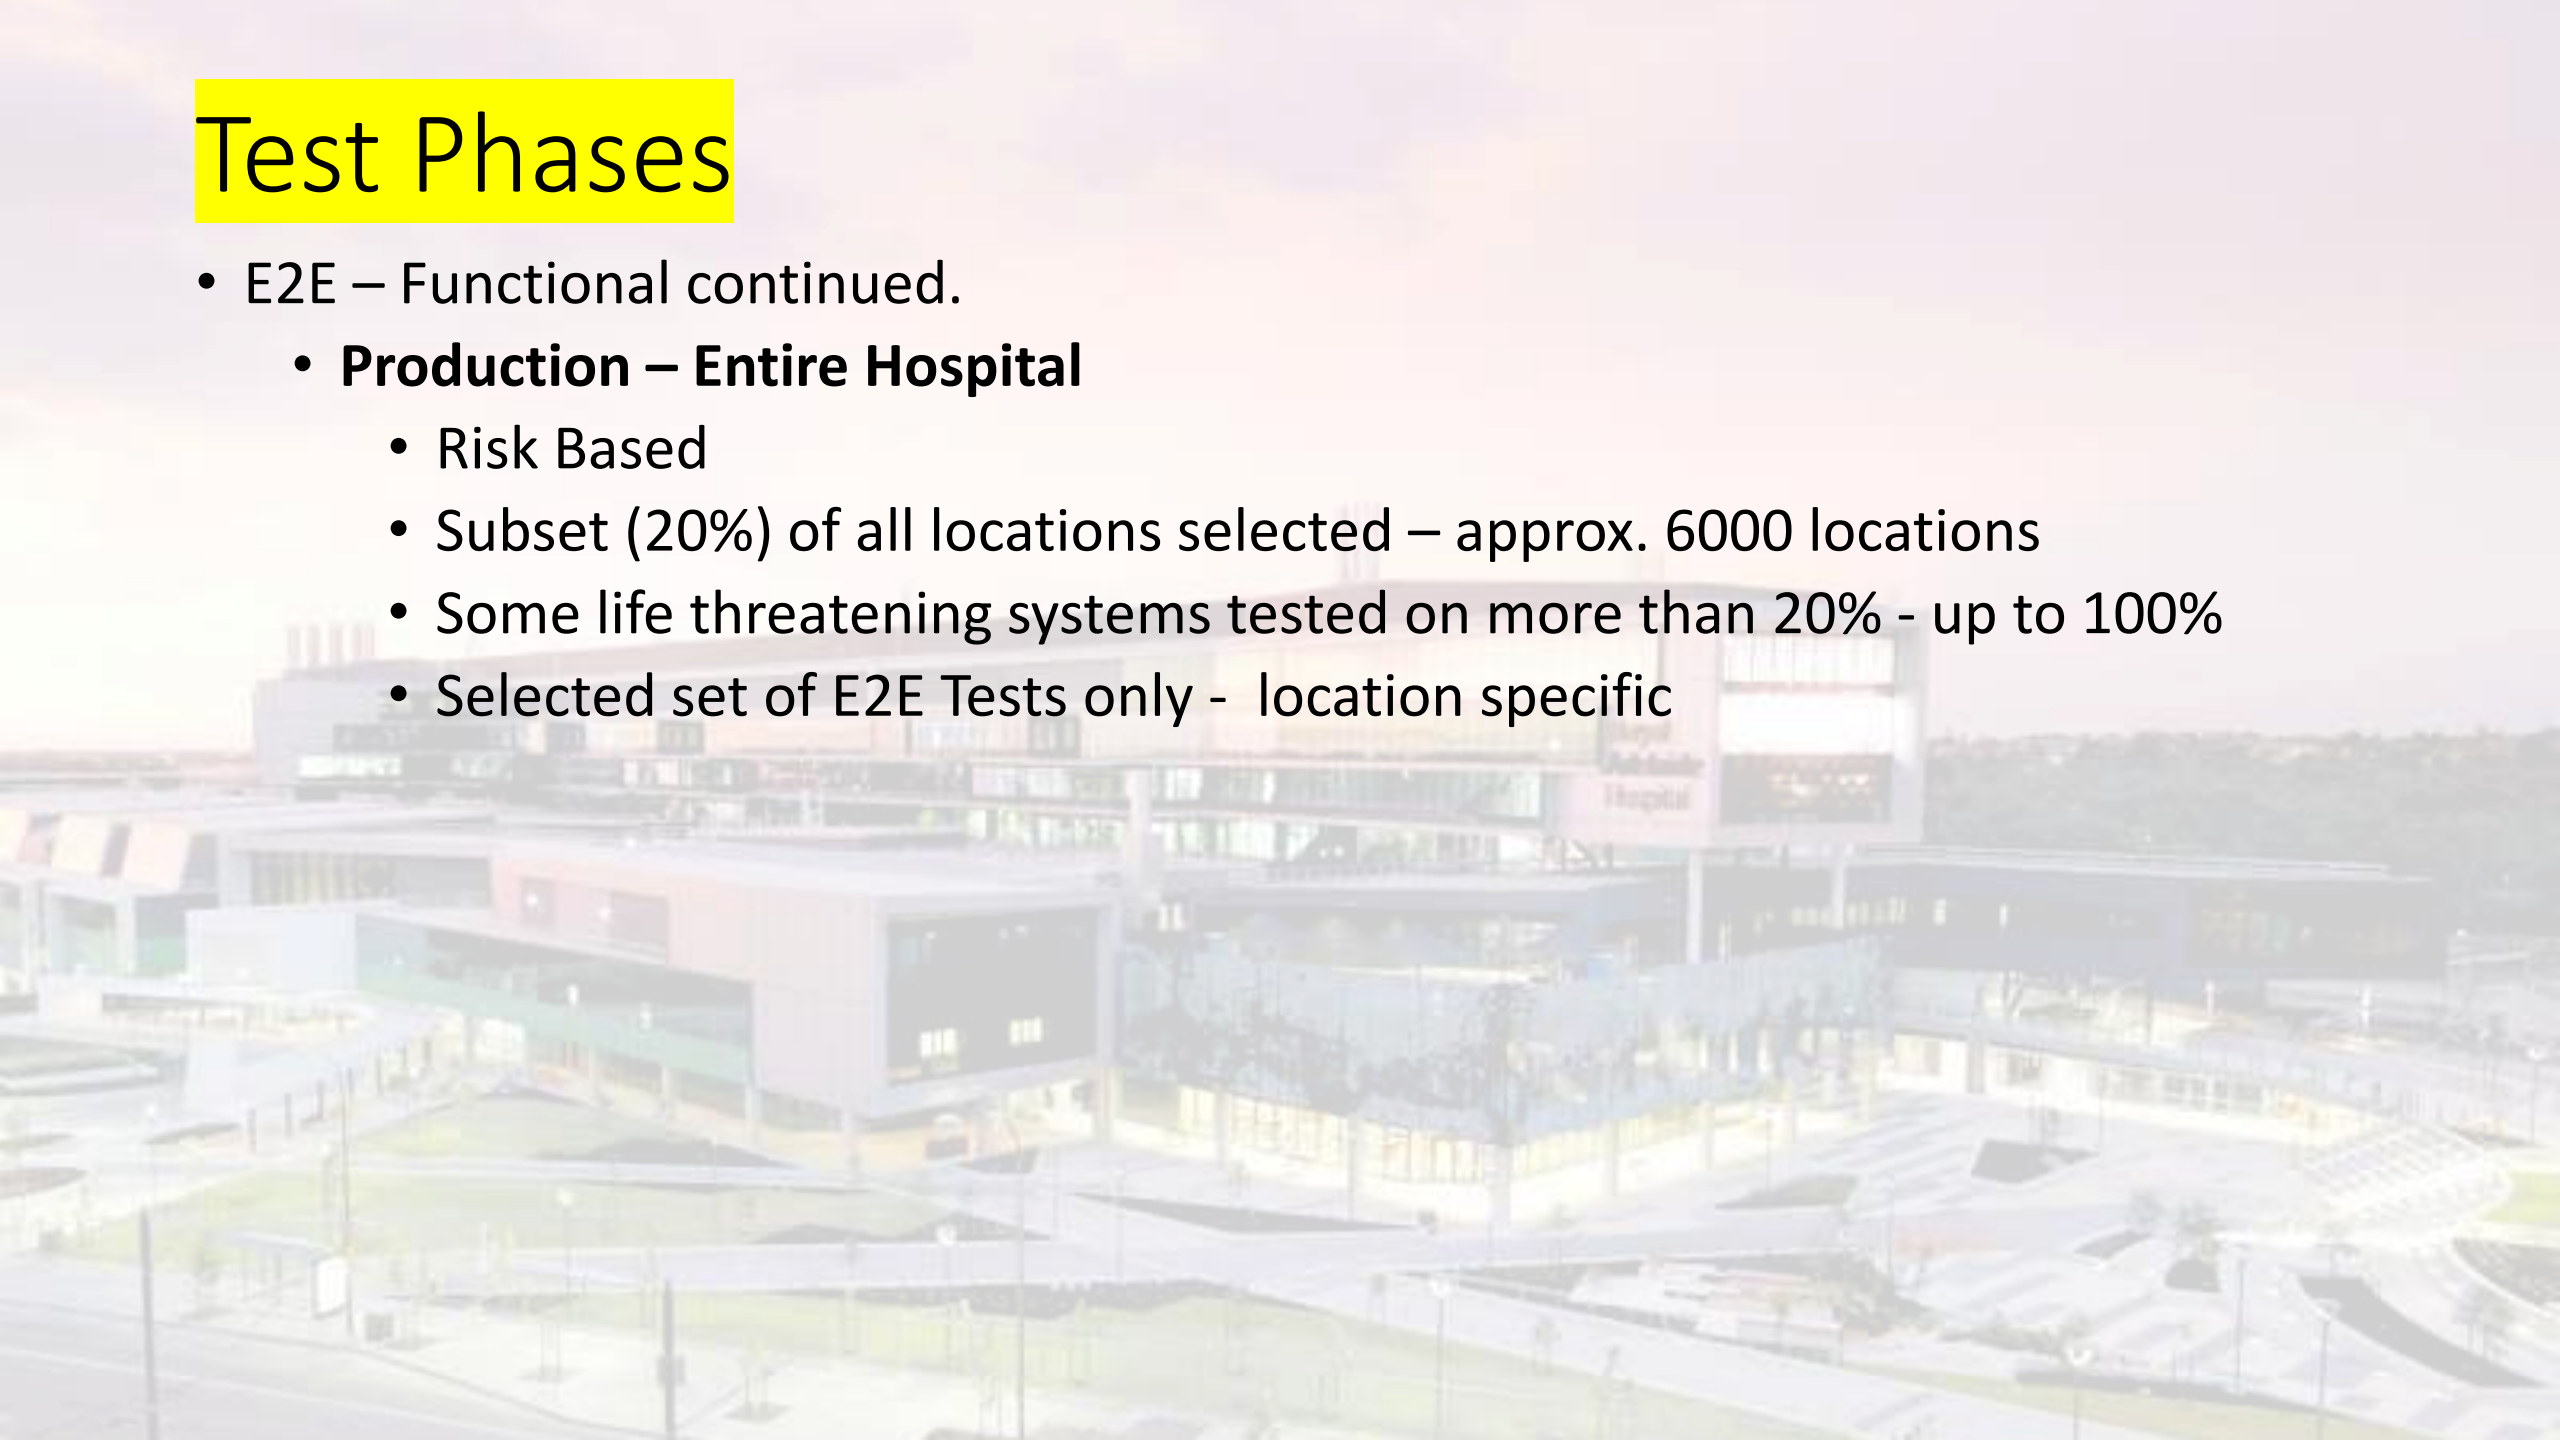 Test Phases
• E2E – Functional continued.
• Production – Entire Hospital
• Risk Based
• Subset (20%) of all locations selected – approx. 6000 locations
• Some life threatening systems tested on more than 20% - up to 100%
• Selected set of E2E Tests only -  location specific
Hospital